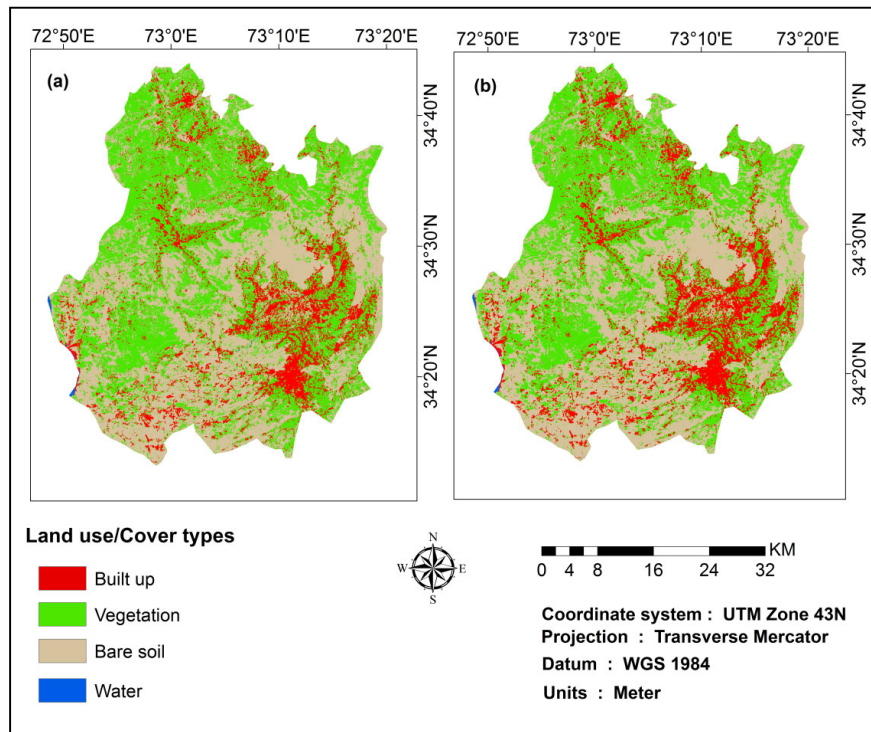 72°50'E 73°0'E 73°10'E 73°20'E
72°50'E 73°0'E 73°10'E 73°20'E
(a)
(b)
34°40'N
34°30'N
34°20'N
34°40'N
34°30'N
34°20'N
Land use/Cover types
Built up
Vegetation
Bare soil
Water
N
W E
S
KM
0 4 8 16 24 32
Coordinate system : UTM Zone 43N
Projection : Transverse Mercator
Datum : WGS 1984
Units : Meter